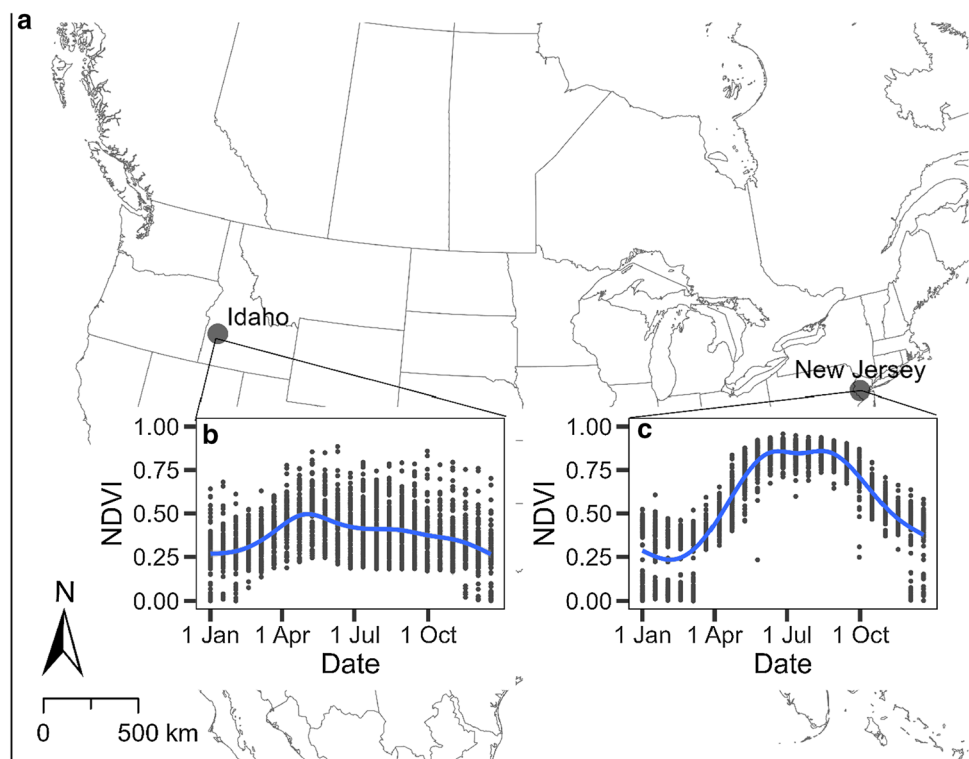 a
Idaho
New Jersey
b
1.00
0.75
0.50
0.25
0.00
NDVI
1 Jan
1 Apr
1 Jul
1 Oct
Date
c
1.00
0.75
0.50
0.25
0.00
NDVI
1 Jan
1 Apr
1 Jul
1 Oct
Date
N
0
500 km